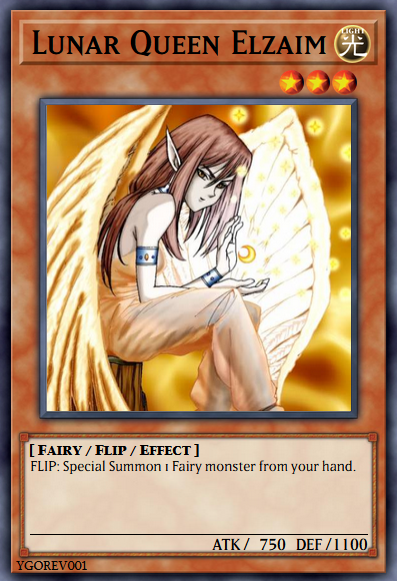 Lunar Queen Elzaim
LIGHT
光
[ Fairy / Flip / Effect ]
FLIP: Special Summon 1 Fairy monster from your hand.
ATK / 750 DEF /1100
YGOREV001